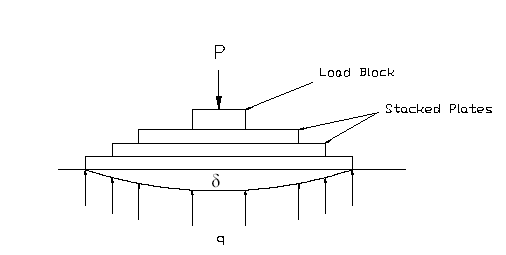 P
Load Block
Stacked Plates
δ
q